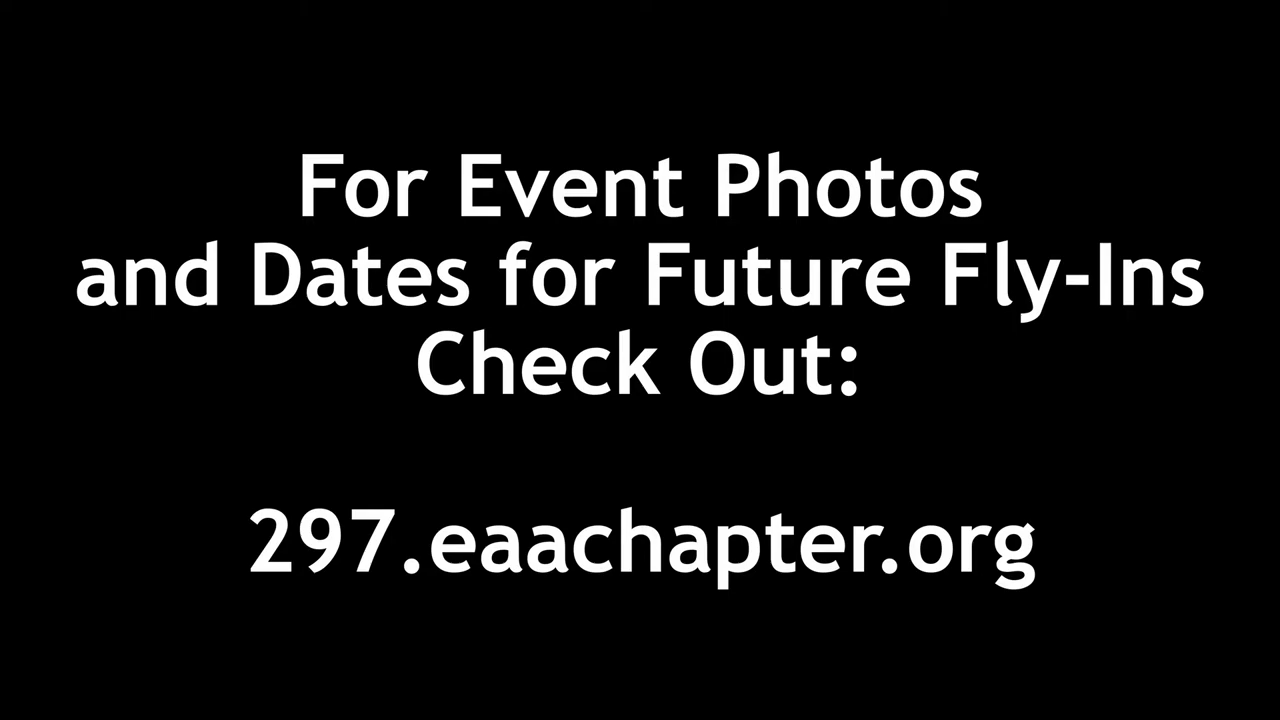 For Event Photos
and Dates for Future Fly-Ins
Check Out:
297.eaachapter.org